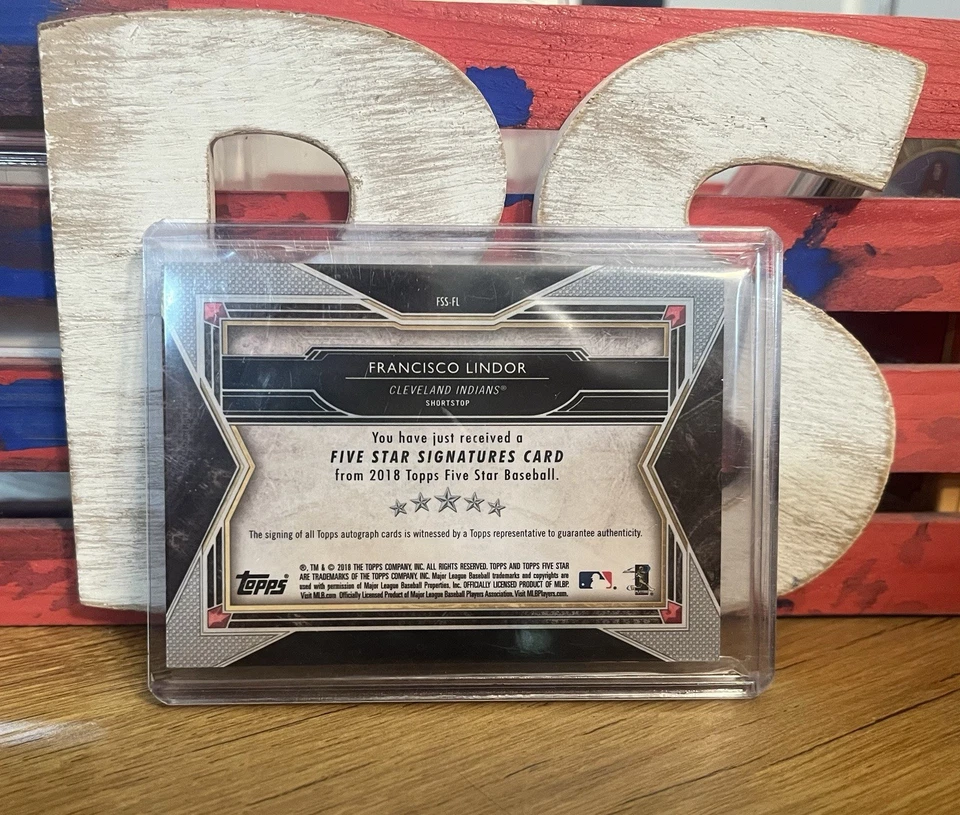 BS
FSS-FL
FRANCISCO LINDOR
CLEVELAND INDIANS®
SHORTSTOP
You have just received a
FIVE STAR SIGNATURES CARD
from 2018 Topps Five Star Baseball.
The signing of all Topps autograph cards is witnessed by a Topps representative to guarantee authenticity.
topps®
®, TM & © 2018 THE TOPPS COMPANY, INC. ALL RIGHTS RESERVED. TOPPS AND TOPPS FIVE STAR
ARE TRADEMARKS OF THE TOPPS COMPANY, INC. Major League Baseball trademarks and copyrights are
used with permission of Major League Baseball Properties, Inc. OFFICIALLY LICENSED PRODUCT OF MLBP.
Visit MLB.com Officially Licensed Product of Major League Baseball Players Association. Visit MLBPlayers.com.